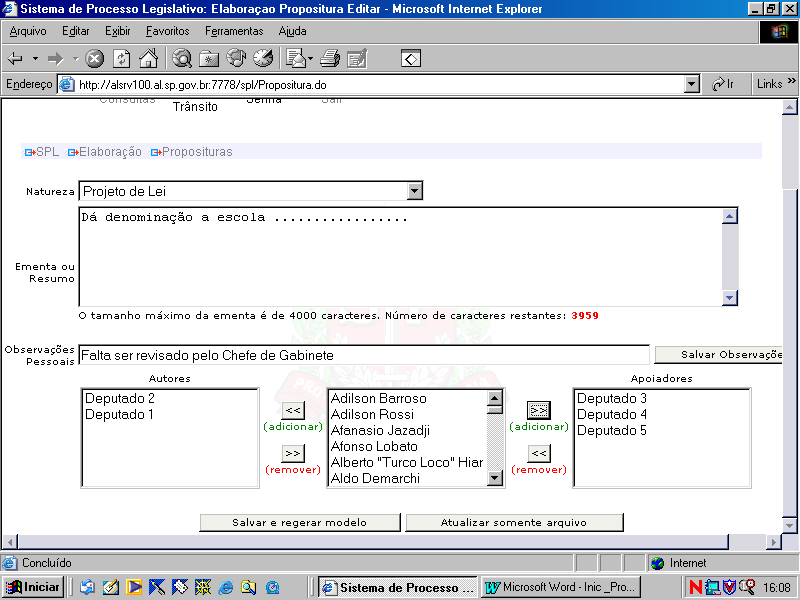 Sistema de Processo Legislativo: Elaboraçao Propositura Editar - Microsoft Internet Explorer
Arquivo Editar Exibir Favoritos Ferramentas Ajuda
Endereço http://alsrv100.al.sp.gov.br:7778/spl/Propositura.do Ir Links »
Consultas Trânsito Senha Sair
SPL Elaboração Proposituras
Natureza Projeto de Lei
Ementa ou Resumo
Dá denominação a escola .................
O tamanho máximo da ementa é de 4000 caracteres. Número de caracteres restantes: 3959
Observações Pessoais Falta ser revisado pelo Chefe de Gabinete Salvar Observaçõe
Autores Apoiadores
Deputado 2 Adilson Barroso Deputado 3
Deputado 1 << Adilson Rossi >> Deputado 4
(adicionar) Afanasio Jazadji (adicionar) Deputado 5
>> Afonso Lobato <<
(remover) Alberto "Turco Loco" Hiar (remover)
Aldo Demarchi
Salvar e regerar modelo Atualizar somente arquivo
Concluído Internet
Iniciar Sistema de Processo ... Microsoft Word - Inic _Pro... 16:08